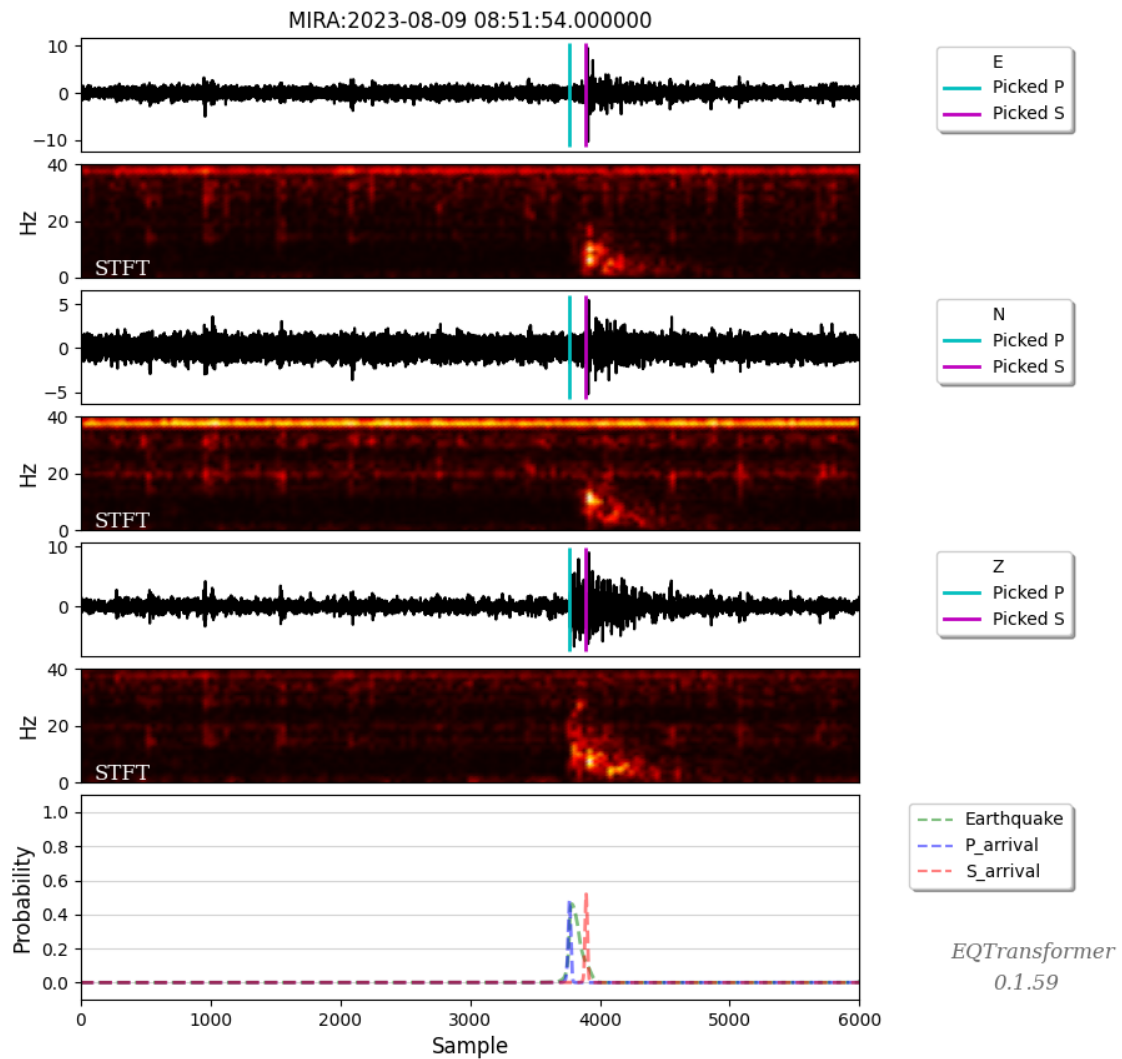 MIRA:2023-08-09 08:51:54.000000
10
0
−10
E
Picked P
Picked S
40
20
0
Hz
STFT
5
0
−5
N
Picked P
Picked S
40
20
0
Hz
STFT
10
0
Z
Picked P
Picked S
40
20
0
Hz
STFT
1.0
0.8
0.6
0.4
0.2
0.0
Probability
Earthquake
P_arrival
S_arrival
EQTransformer
0.1.59
0 1000 2000 3000 4000 5000 6000
Sample